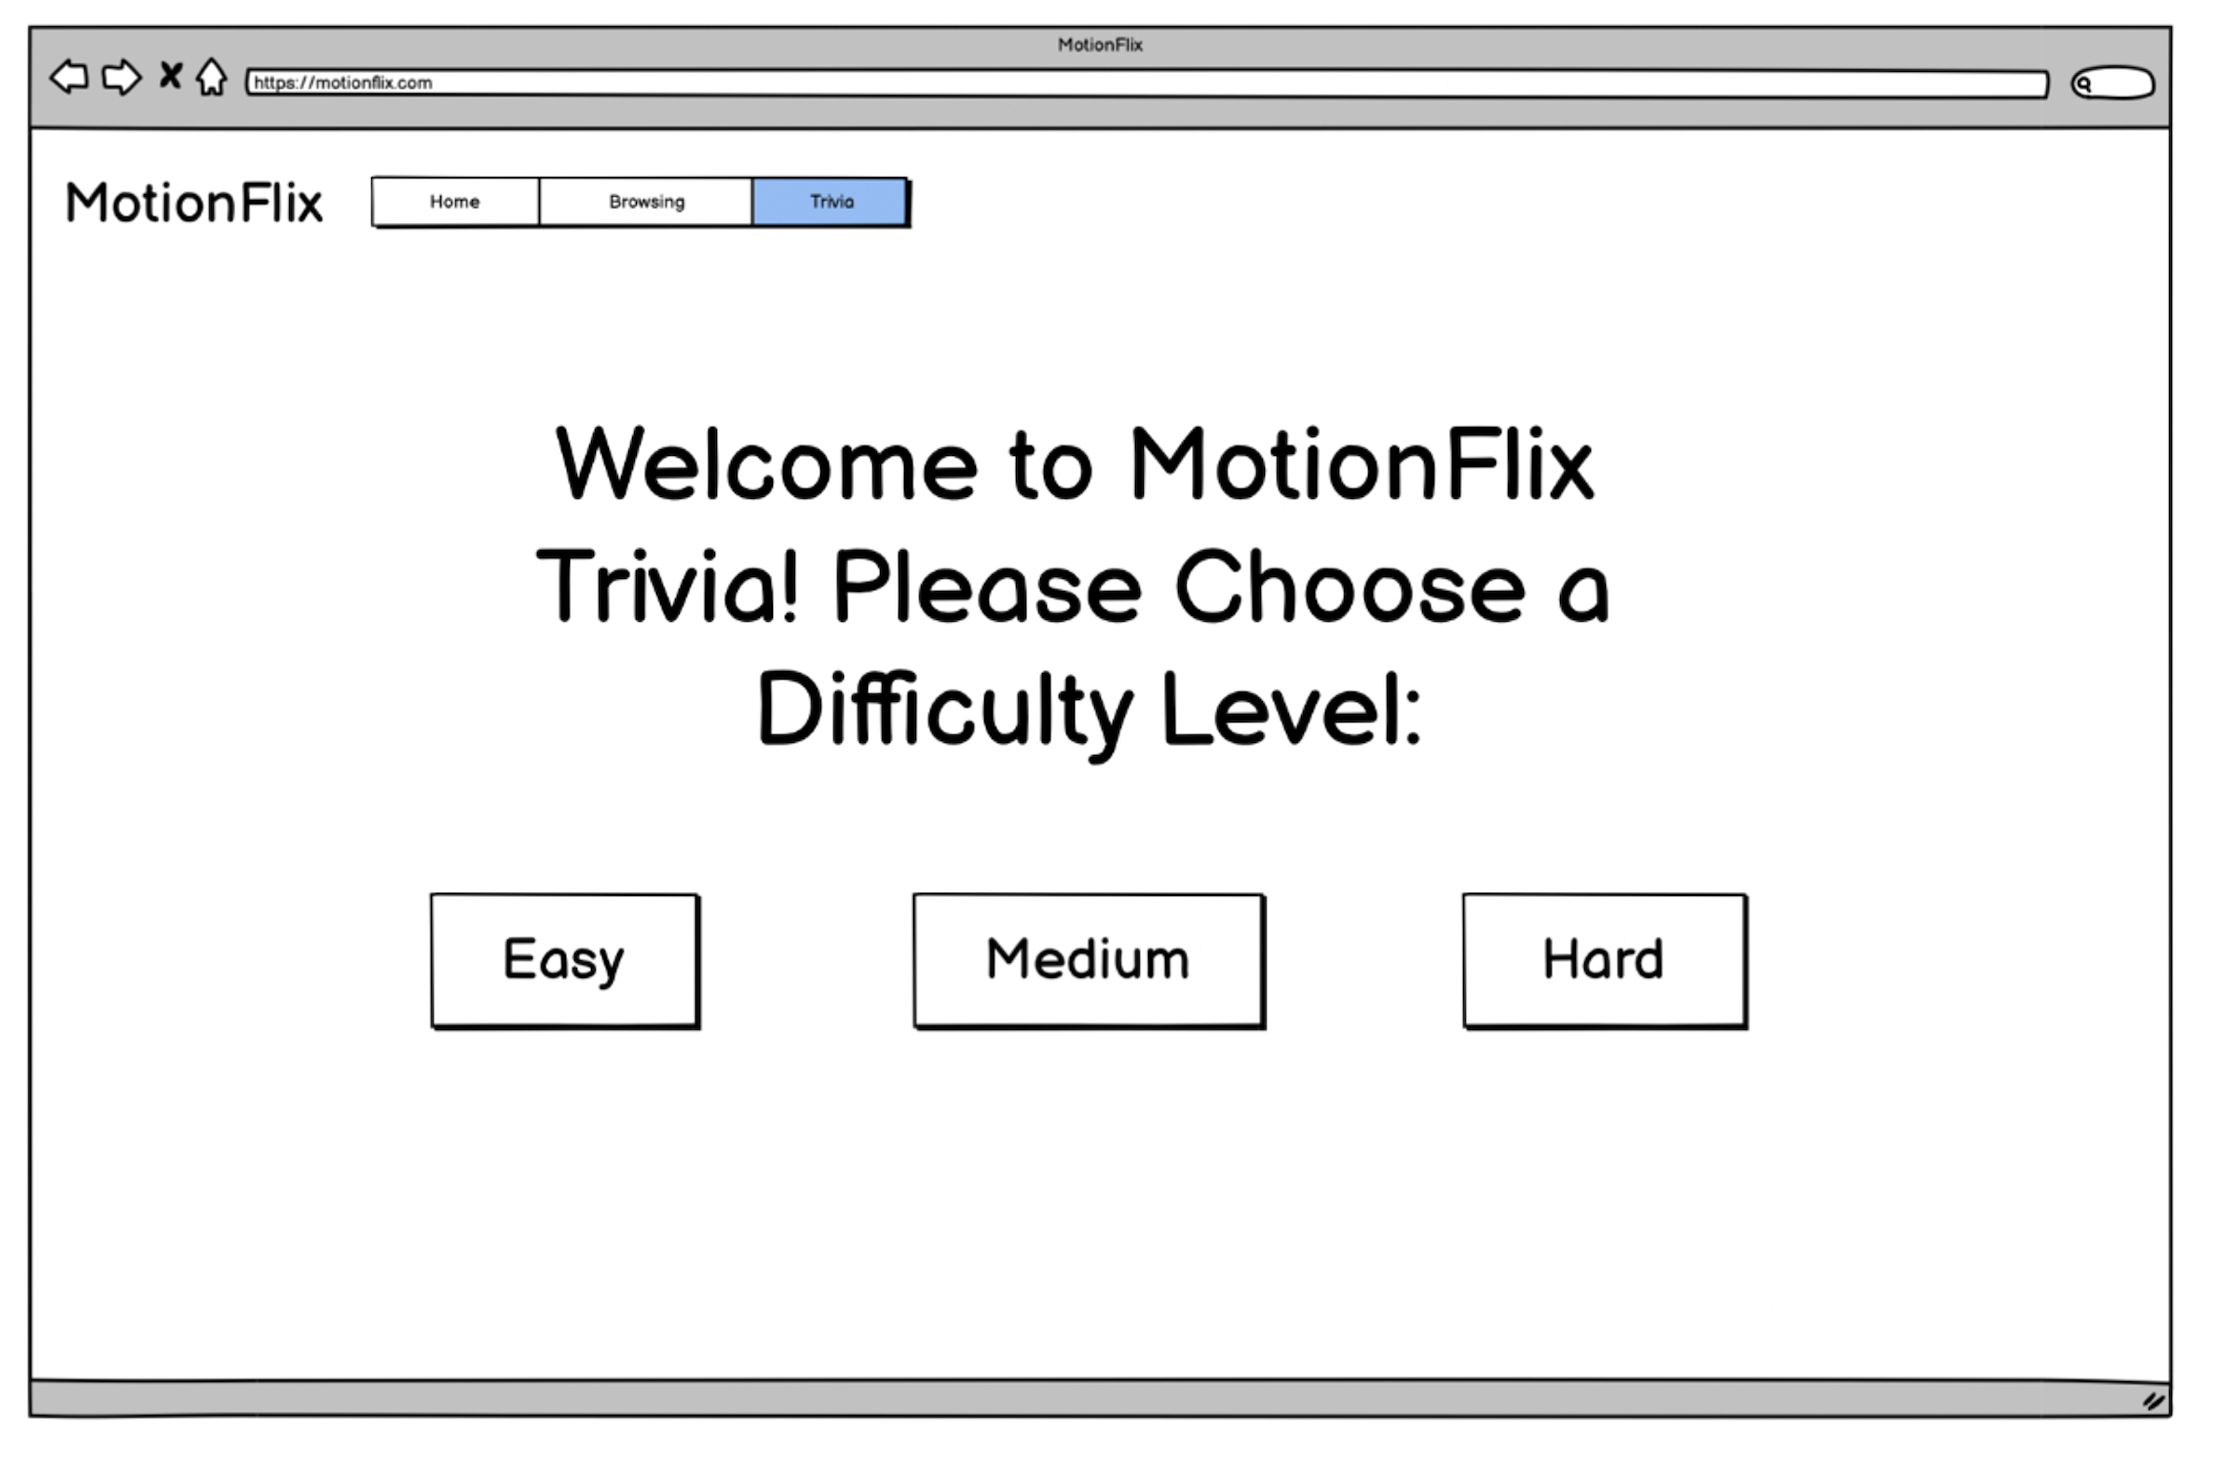 MotionFlix
https://motionflix.com
MotionFlix
Home
Browsing
Trivia
Welcome to MotionFlix
Trivia! Please Choose a
Difficulty Level:
Easy
Medium
Hard